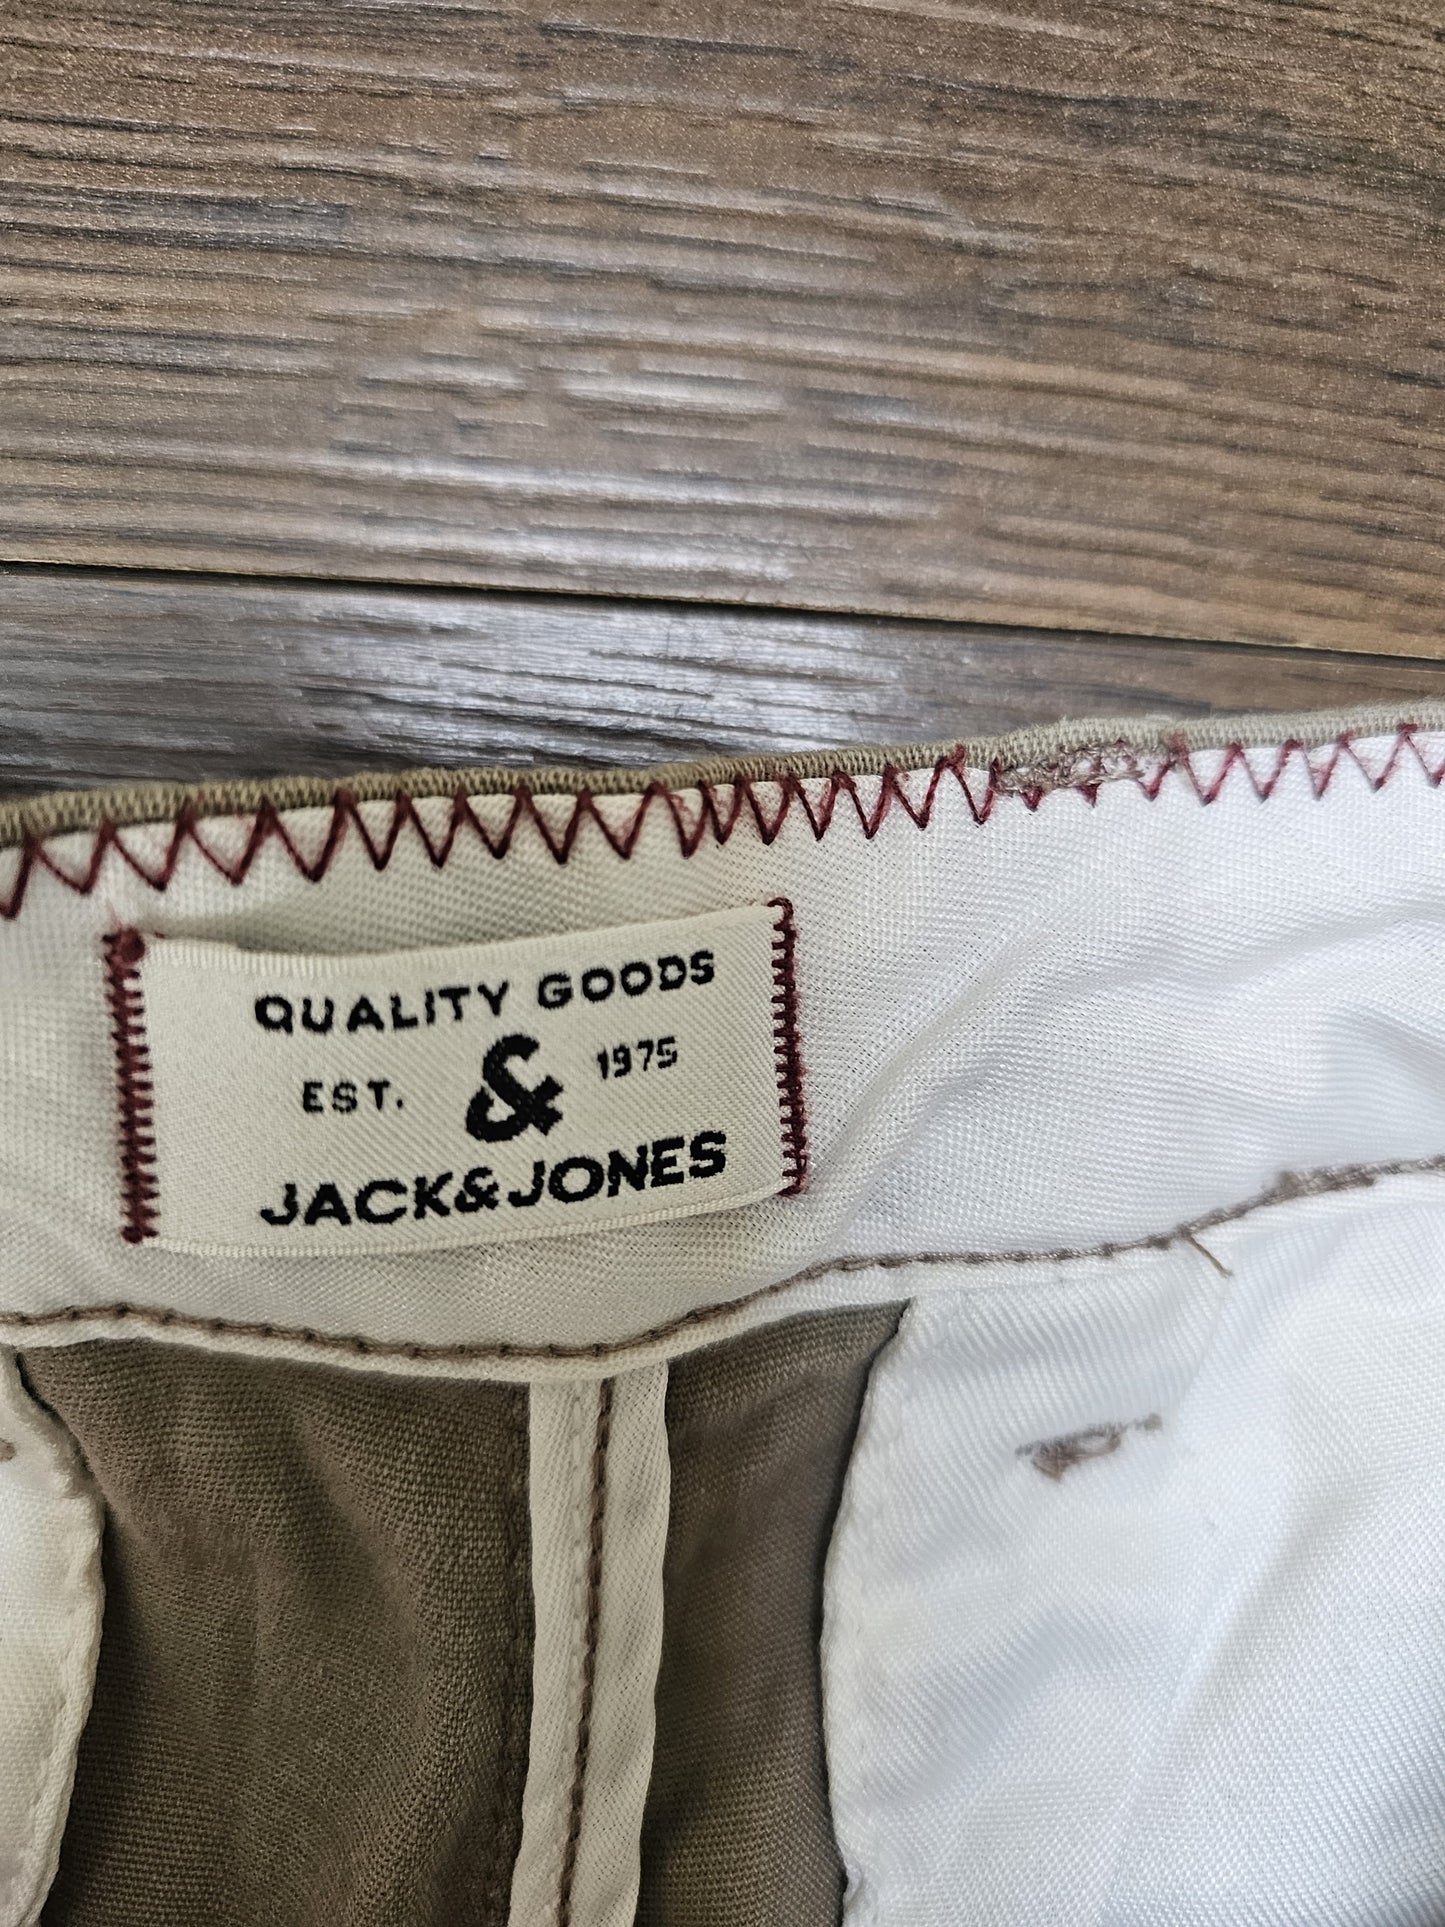 QUALITY GOODS
EST. & 1975
JACK&JONES